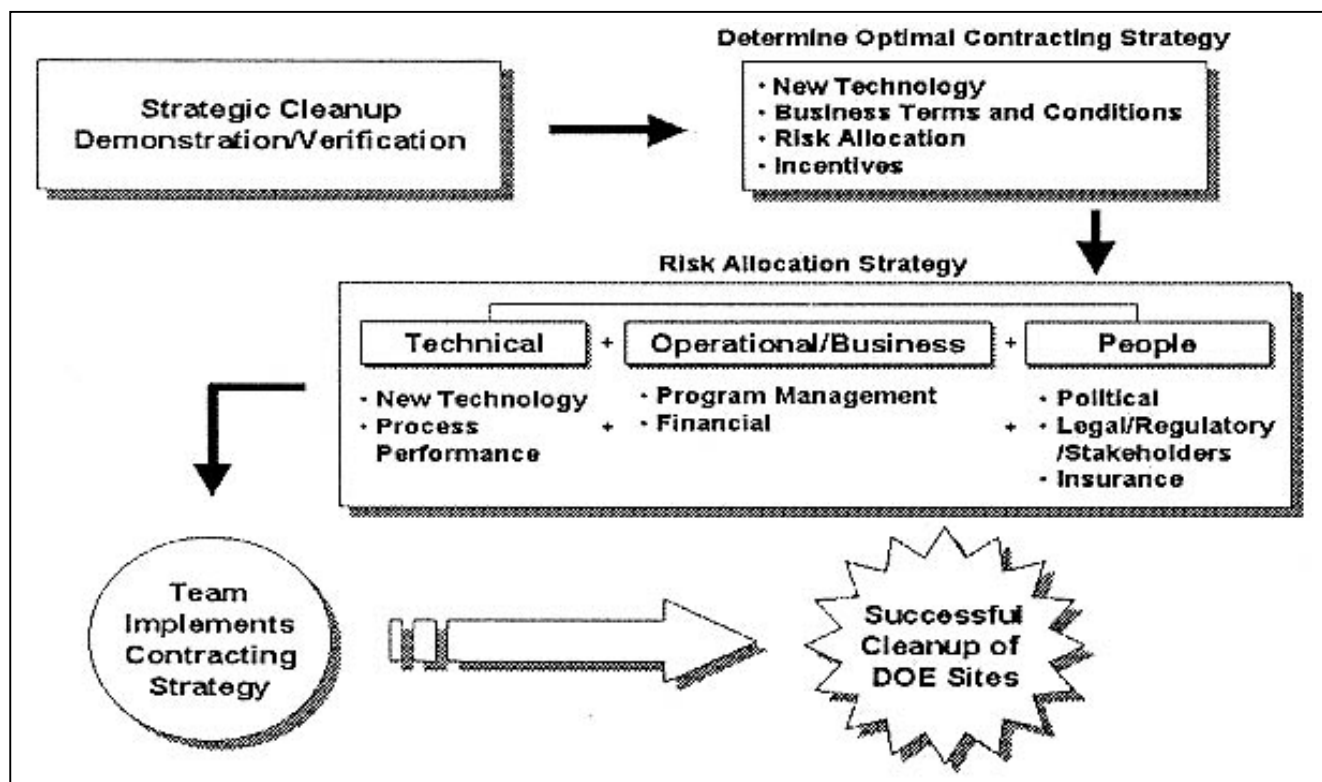 Strategic Cleanup
Demonstration/Verification
Determine Optimal Contracting Strategy
· New Technology
· Business Terms and Conditions
· Risk Allocation
· Incentives
Risk Allocation Strategy
Technical + Operational/Business + People
· New Technology
· Process
Performance
+
· Program Management
· Financial
+
· Political
· Legal/Regulatory
/Stakeholders
· Insurance
Team
Implements
Contracting
Strategy
Successful
Cleanup of
DOE Sites